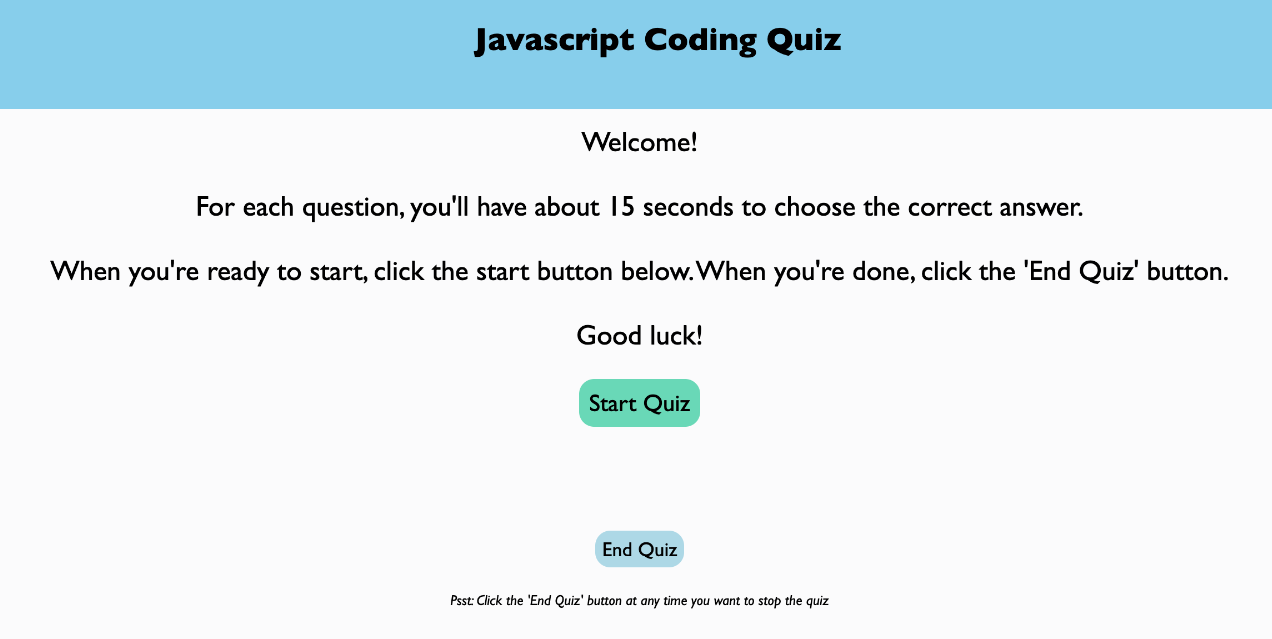 Javascript Coding Quiz
Welcome!
For each question, you'll have about 15 seconds to choose the correct answer.
When you're ready to start, click the start button below. When you're done, click the 'End Quiz' button.
Good luck!
Start Quiz
End Quiz
Psst: Click the 'End Quiz' button at any time you want to stop the quiz